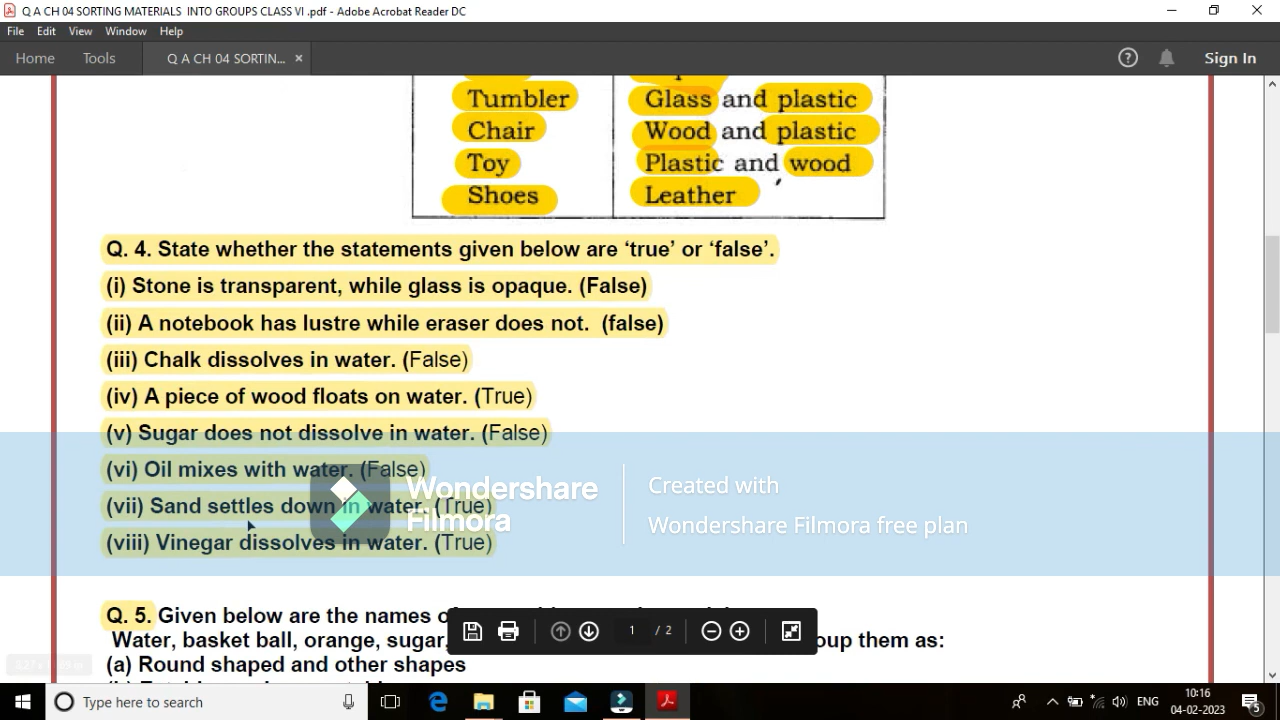 Q A CH 04 SORTING MATERIALS INTO GROUPS CLASS VI .pdf - Adobe Acrobat Reader DC
File Edit View Window Help
Home Tools Q A CH 04 SORTIN... × Sign In
Tumbler Glass and plastic
Chair Wood and plastic
Toy Plastic and wood
Shoes Leather
Q. 4. State whether the statements given below are ‘true’ or ‘false’.
(i) Stone is transparent, while glass is opaque. (False)
(ii) A notebook has lustre while eraser does not. (false)
(iii) Chalk dissolves in water. (False)
(iv) A piece of wood floats on water. (True)
(v) Sugar does not dissolve in water. (False)
(vi) Oil mixes with water. (False)
(vii) Sand settles down in water. (True)
(viii) Vinegar dissolves in water. (True)
Wondershare
Filmora
Created with
Wondershare Filmora free plan
Q. 5. Given below are the names of
Water, basket ball, orange, sugar, oup them as:
(a) Round shaped and other shapes
1 / 2
Type here to search
ENG
10:16
04-02-2023
5